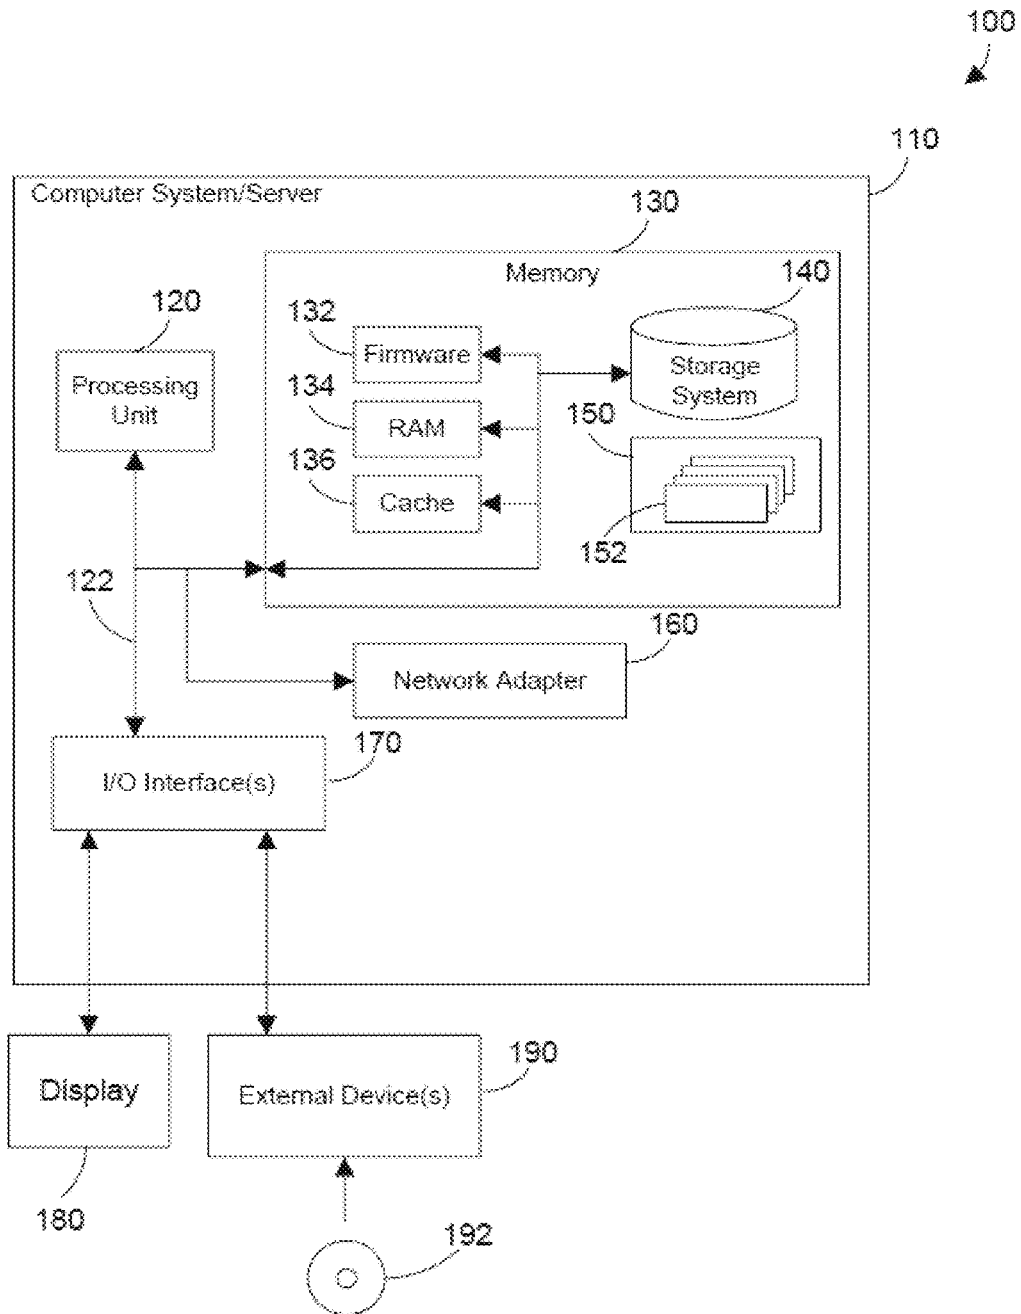 100
110
Computer System/Server
130
Memory
140
120
132
Firmware
Storage
System
Processing
Unit
134
RAM
150
136
Cache
152
122
160
Network Adapter
170
I/O Interface(s)
190
Display
External Device(s)
180
192